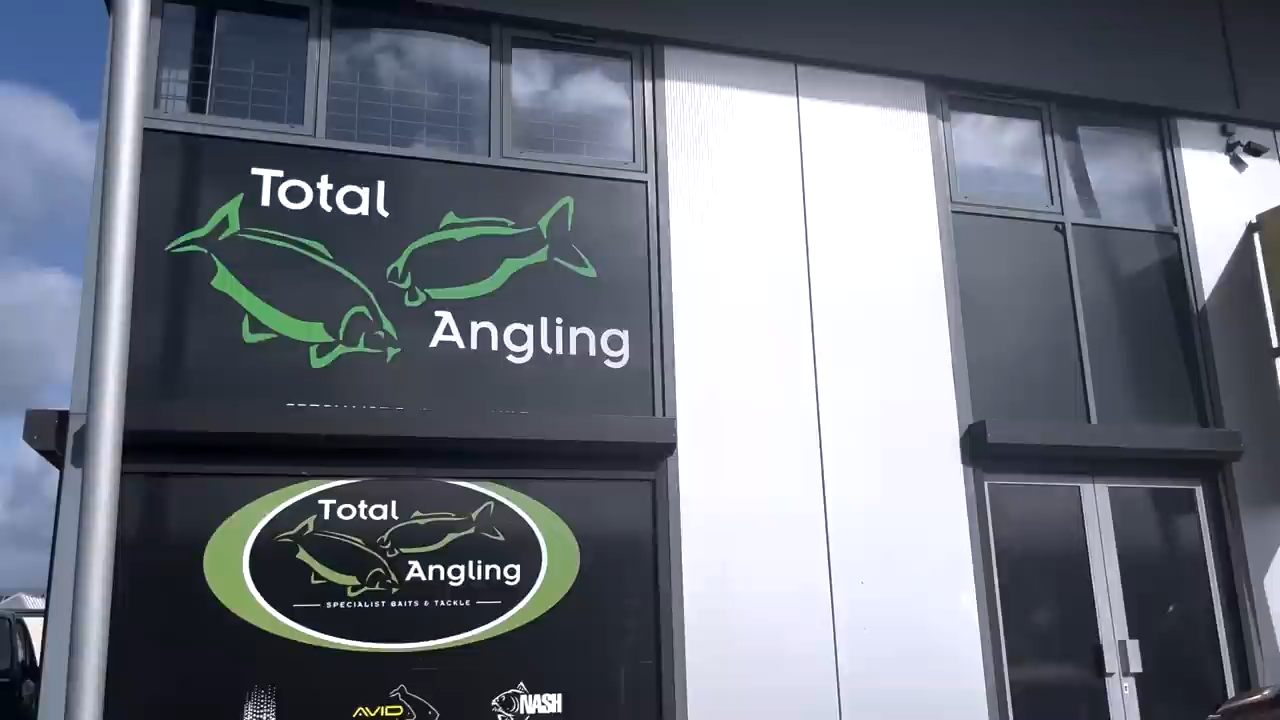 Total
Angling
Total
Angling
SPECIALIST BAITS & TACKLE
AVID
NASH